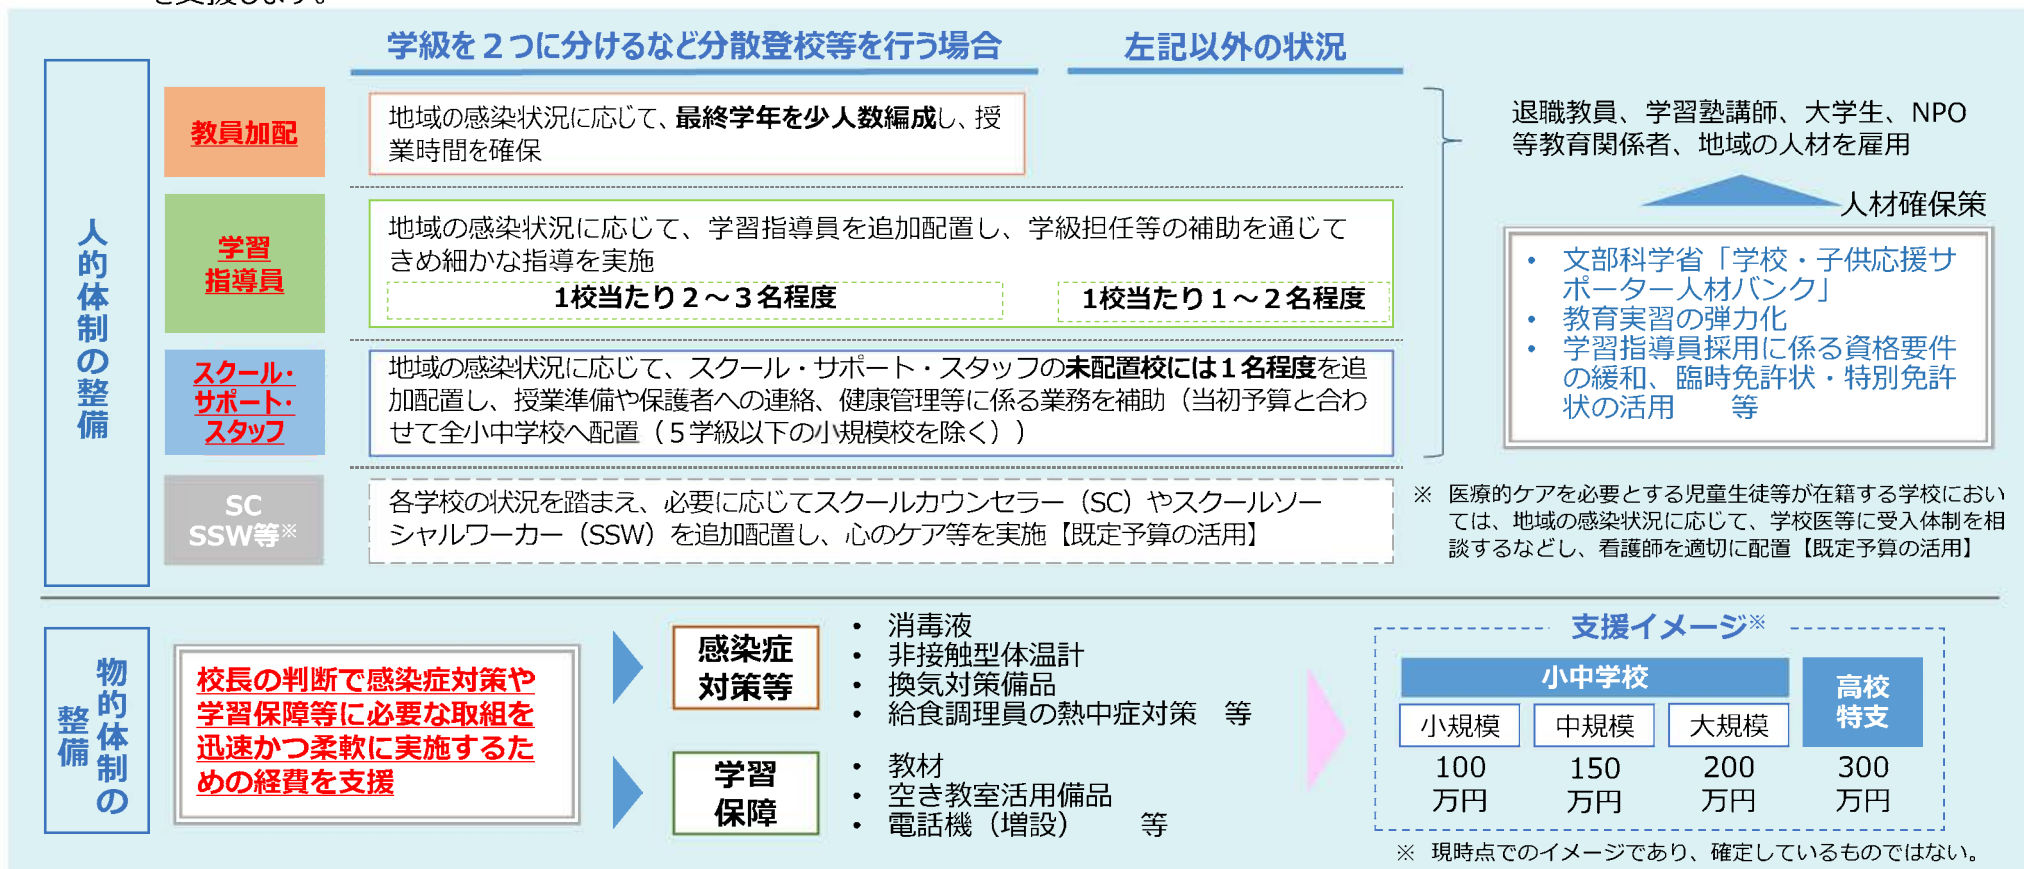 を支援します。
学級を２つに分けるなど分散登校等を行う場合
左記以外の状況
人的体制の整備
教員加配
地域の感染状況に応じて、最終学年を少人数編成し、授
業時間を確保
学習
指導員
地域の感染状況に応じて、学習指導員を追加配置し、学級担任等の補助を通じて
きめ細かな指導を実施
1校当たり２～３名程度
1校当たり１～２名程度
スクール・
サポート・
スタッフ
地域の感染状況に応じて、スクール・サポート・スタッフの未配置校には１名程度を追
加配置し、授業準備や保護者への連絡、健康管理等に係る業務を補助（当初予算と合わ
せて全小中学校へ配置（５学級以下の小規模校を除く））
SC
SSW等※
各学校の状況を踏まえ、必要に応じてスクールカウンセラー（SC）やスクールソー
シャルワーカー（SSW）を追加配置し、心のケア等を実施【既定予算の活用】
退職教員、学習塾講師、大学生、NPO
等教育関係者、地域の人材を雇用
人材確保策
• 文部科学省「学校・子供応援サ
ポーター人材バンク」
• 教育実習の弾力化
• 学習指導員採用に係る資格要件
の緩和、臨時免許状・特別免許
状の活用　　等
※ 医療的ケアを必要とする児童生徒等が在籍する学校におい
ては、地域の感染状況に応じて、学校医等に受入体制を相
談するなどし、看護師を適切に配置【既定予算の活用】
物的体制の
整備
校長の判断で感染症対策や
学習保障等に必要な取組を
迅速かつ柔軟に実施するた
めの経費を支援
感染症
対策等
• 消毒液
• 非接触型体温計
• 換気対策備品
• 給食調理員の熱中症対策　等
学習
保障
• 教材
• 空き教室活用備品
• 電話機（増設）　　等
支援イメージ※
小中学校
高校
特支
小規模
中規模
大規模
100
万円
150
万円
200
万円
300
万円
※ 現時点でのイメージであり、確定しているものではない。